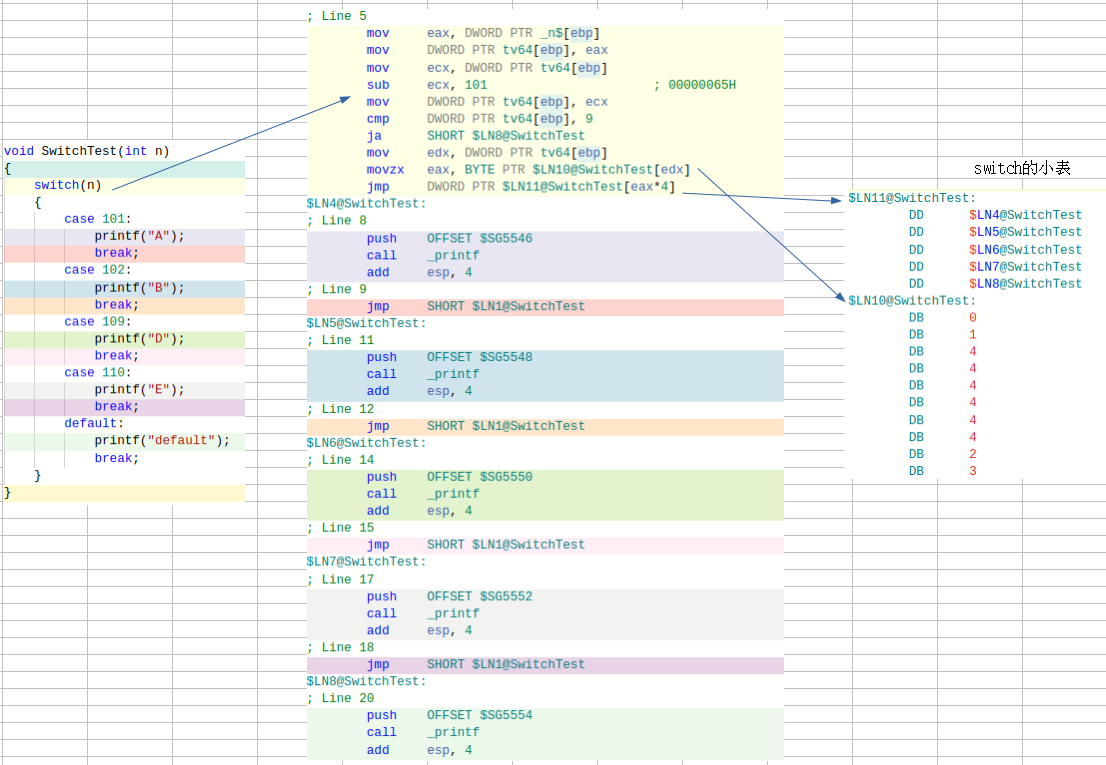 void SwitchTest(int n)
{
    switch(n)
    {
        case 101:
            printf("A");
            break;
        case 102:
            printf("B");
            break;
        case 109:
            printf("D");
            break;
        case 110:
            printf("E");
            break;
        default:
            printf("default");
            break;
    }
}
; Line 5
mov eax, DWORD PTR _n$[ebp]
mov DWORD PTR tv64[ebp], eax
mov ecx, DWORD PTR tv64[ebp]
sub ecx, 101 ; 00000065H
mov DWORD PTR tv64[ebp], ecx
cmp DWORD PTR tv64[ebp], 9
ja SHORT $LN8@SwitchTest
mov edx, DWORD PTR tv64[ebp]
movzx eax, BYTE PTR $LN10@SwitchTest[edx]
jmp DWORD PTR $LN11@SwitchTest[eax*4]
$LN4@SwitchTest:
; Line 8
push OFFSET $SG5546
call _printf
add esp, 4
; Line 9
jmp SHORT $LN1@SwitchTest
$LN5@SwitchTest:
; Line 11
push OFFSET $SG5548
call _printf
add esp, 4
; Line 12
jmp SHORT $LN1@SwitchTest
$LN6@SwitchTest:
; Line 14
push OFFSET $SG5550
call _printf
add esp, 4
; Line 15
jmp SHORT $LN1@SwitchTest
$LN7@SwitchTest:
; Line 17
push OFFSET $SG5552
call _printf
add esp, 4
; Line 18
jmp SHORT $LN1@SwitchTest
$LN8@SwitchTest:
; Line 20
push OFFSET $SG5554
call _printf
add esp, 4
switch的小表
$LN11@SwitchTest:
DD $LN4@SwitchTest
DD $LN5@SwitchTest
DD $LN6@SwitchTest
DD $LN7@SwitchTest
DD $LN8@SwitchTest
$LN10@SwitchTest:
DB 0
DB 1
DB 4
DB 4
DB 4
DB 4
DB 4
DB 4
DB 2
DB 3